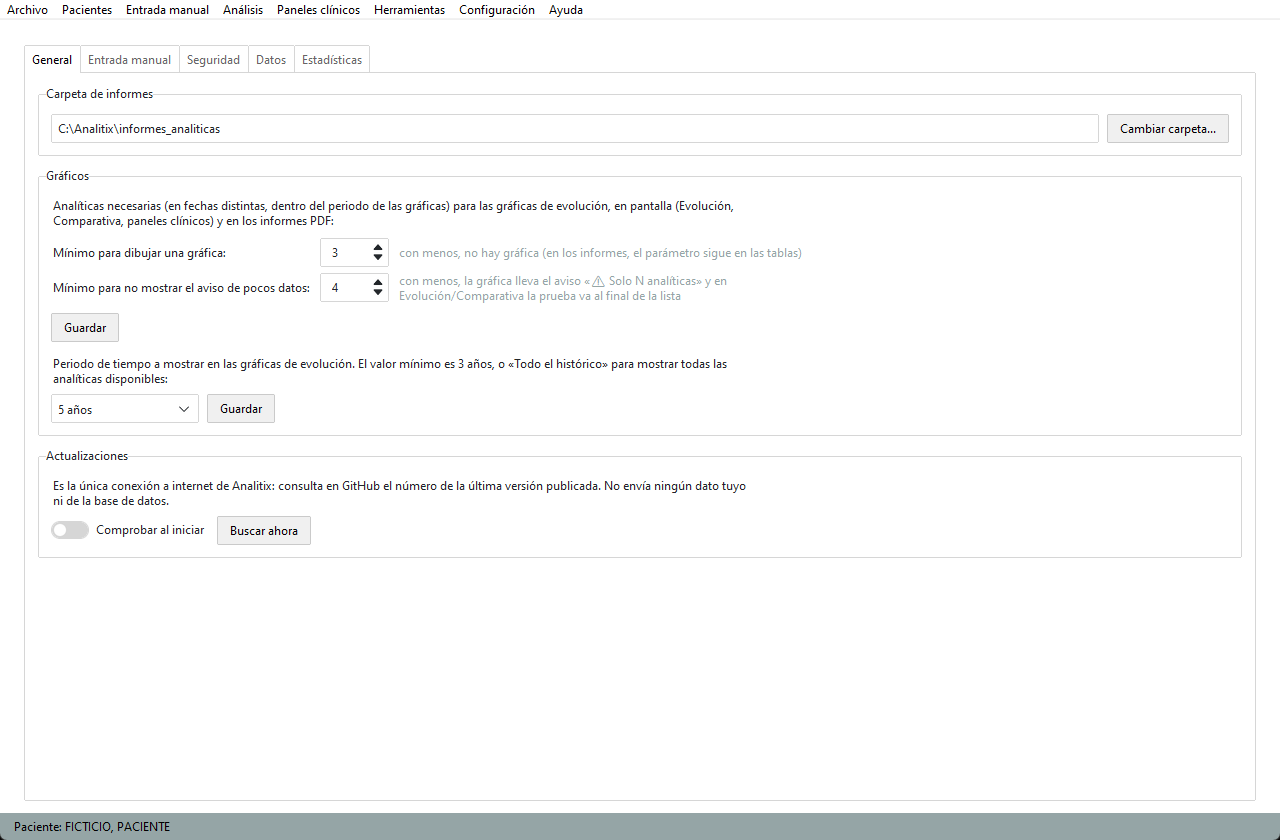 Archivo Pacientes Entrada manual Análisis Paneles clínicos Herramientas Configuración Ayuda
General Entrada manual Seguridad Datos Estadísticas
Carpeta de informes
C:\Analitix\informes_analiticas Cambiar carpeta...
Gráficos
Analíticas necesarias (en fechas distintas, dentro del periodo de las gráficas) para las gráficas de evolución, en pantalla (Evolución,
Comparativa, paneles clínicos) y en los informes PDF:
Mínimo para dibujar una gráfica: 3 con menos, no hay gráfica (en los informes, el parámetro sigue en las tablas)
Mínimo para no mostrar el aviso de pocos datos: 4 con menos, la gráfica lleva el aviso «⚠ Solo N analíticas» y en
Evolución/Comparativa la prueba va al final de la lista
Guardar
Periodo de tiempo a mostrar en las gráficas de evolución. El valor mínimo es 3 años, o «Todo el histórico» para mostrar todas las
analíticas disponibles:
5 años Guardar
Actualizaciones
Es la única conexión a internet de Analitix: consulta en GitHub el número de la última versión publicada. No envía ningún dato tuyo
ni de la base de datos.
Comprobar al iniciar Buscar ahora
Paciente: FICTICIO, PACIENTE